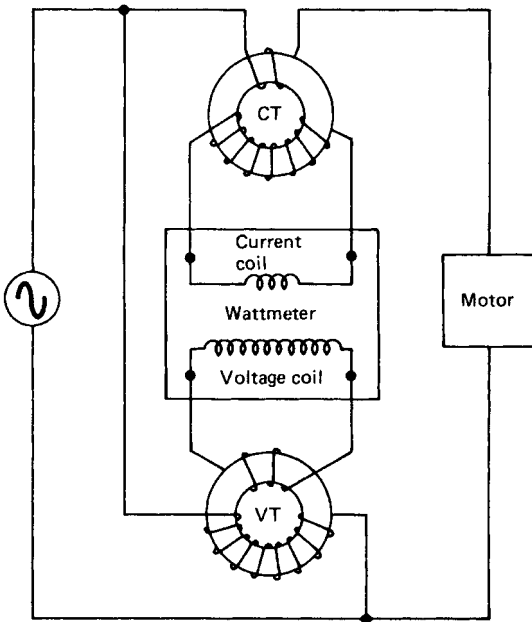 CT
Current
coil
Wattmeter
Motor
Voltage coil
VT